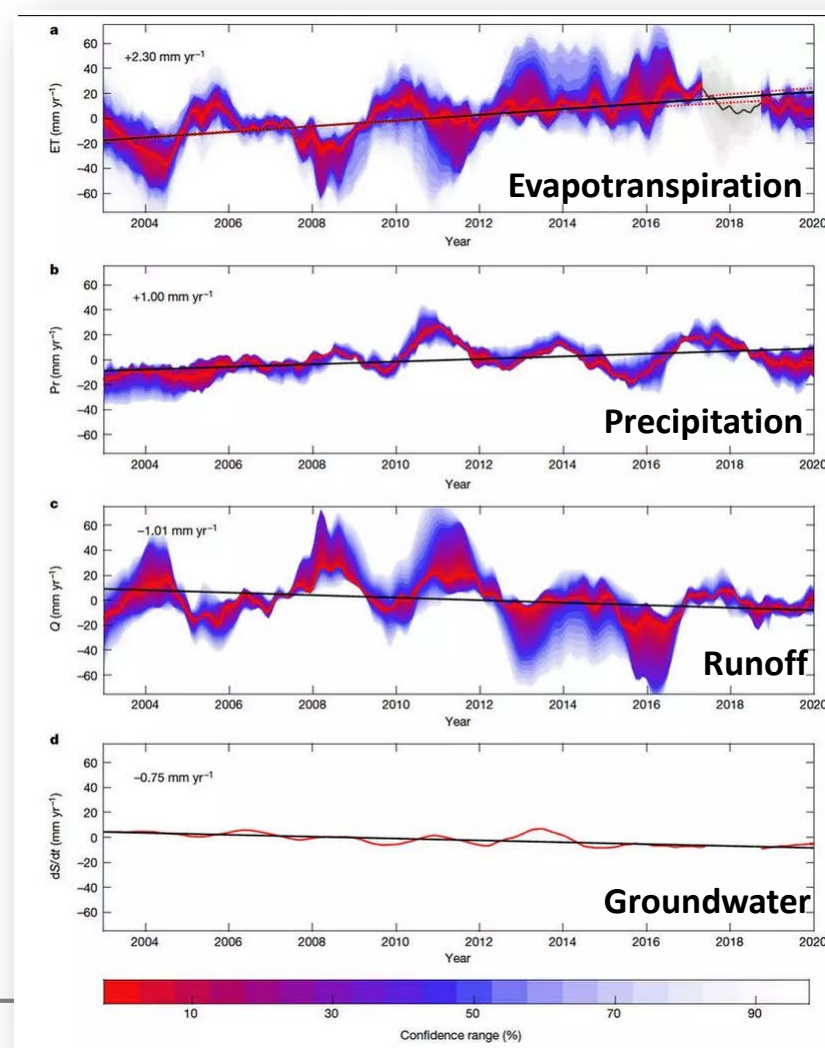 a
+2.30 mm yr⁻¹
60
40
20
0
−20
−40
−60
ET (mm yr⁻¹)
Evapotranspiration
2004 2006 2008 2010 2012 2014 2016 2018 2020
Year
b
+1.00 mm yr⁻¹
60
40
20
0
−20
−40
−60
Pr (mm yr⁻¹)
Precipitation
2004 2006 2008 2010 2012 2014 2016 2018 2020
Year
c
−1.01 mm yr⁻¹
60
40
20
0
−20
−40
−60
Q (mm yr⁻¹)
Runoff
2004 2006 2008 2010 2012 2014 2016 2018 2020
Year
d
−0.75 mm yr⁻¹
60
40
20
0
−20
−40
−60
dS/dt (mm yr⁻¹)
Groundwater
2004 2006 2008 2010 2012 2014 2016 2018 2020
Year
10 30 50 70 90
Confidence range (%)